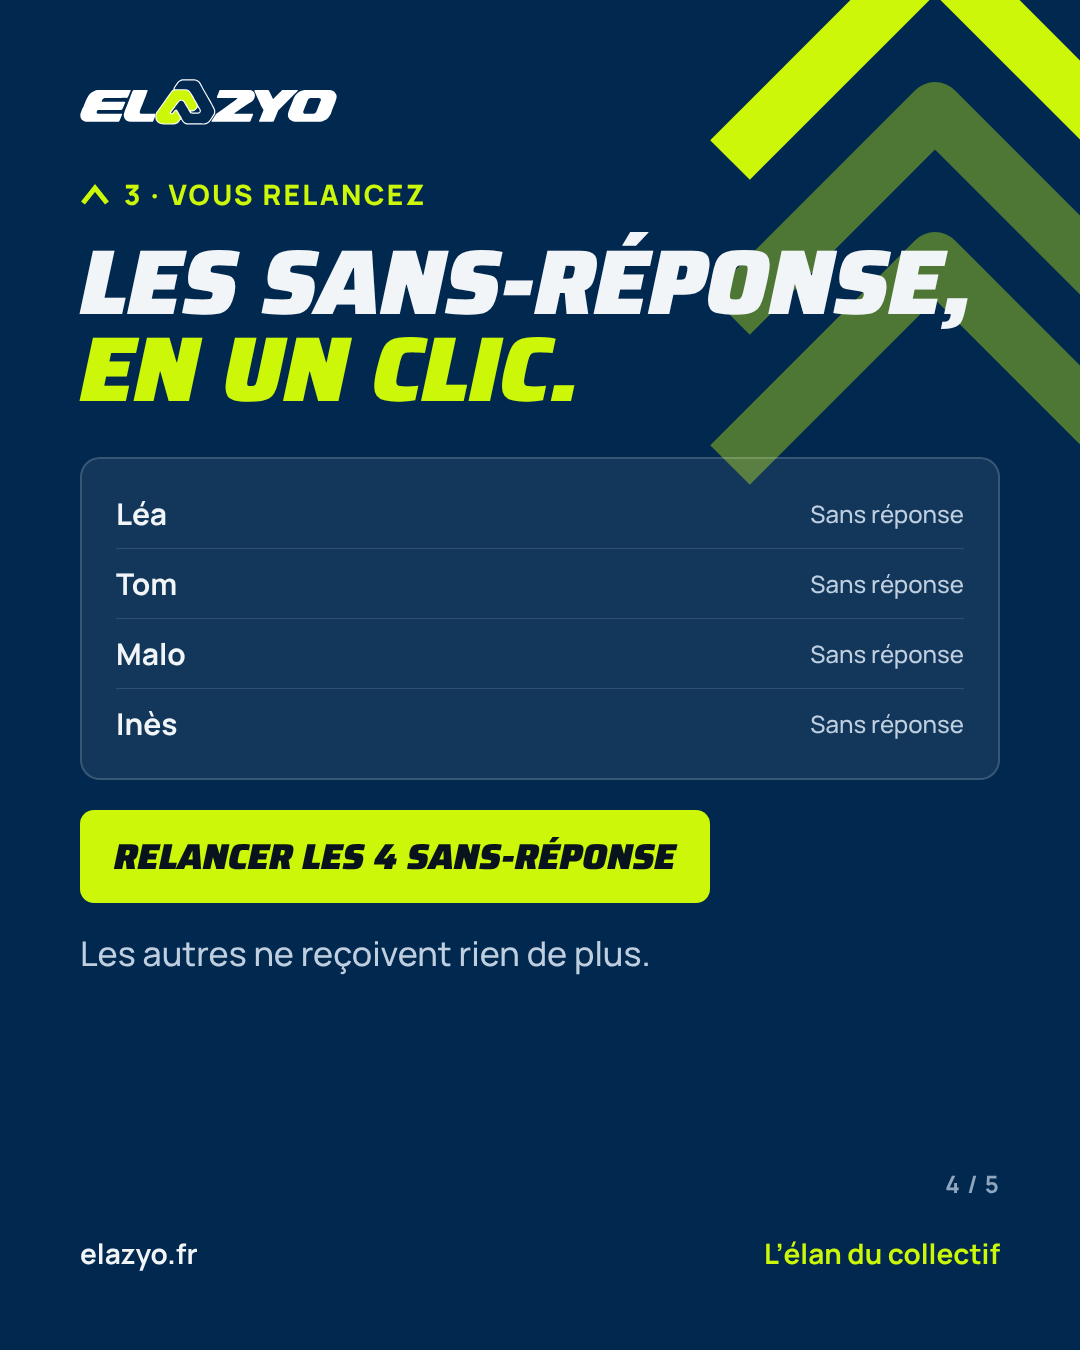 ELAZYO
3 · VOUS RELANCEZ
LES SANS-RÉPONSE,
EN UN CLIC.
Léa Sans réponse
Tom Sans réponse
Malo Sans réponse
Inès Sans réponse
RELANCER LES 4 SANS-RÉPONSE
Les autres ne reçoivent rien de plus.
4 / 5
elazyo.fr L’élan du collectif